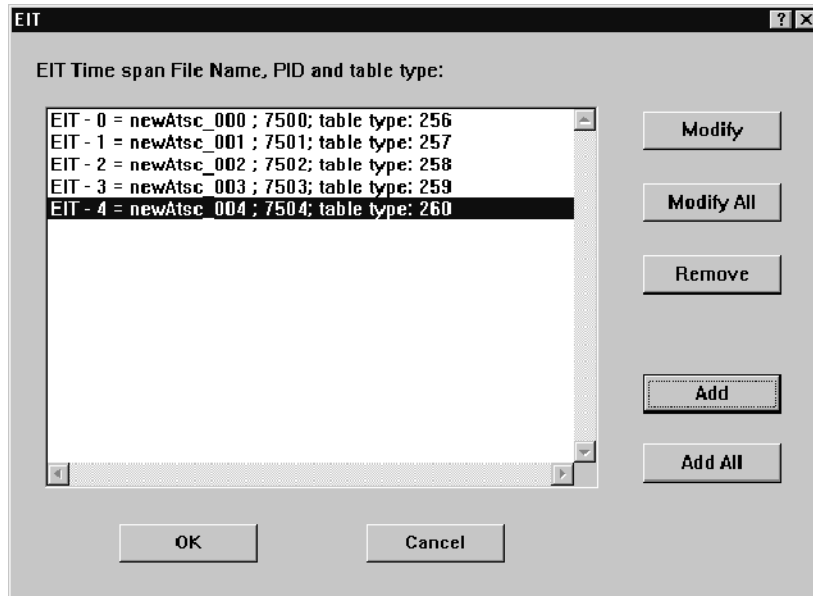 EIT
EIT Time span File Name, PID and table type:
EIT - 0 = newAtsc_000 ; 7500; table type: 256
EIT - 1 = newAtsc_001 ; 7501; table type: 257
EIT - 2 = newAtsc_002 ; 7502; table type: 258
EIT - 3 = newAtsc_003 ; 7503; table type: 259
EIT - 4 = newAtsc_004 ; 7504; table type: 260
Modify
Modify All
Remove
Add
Add All
OK
Cancel